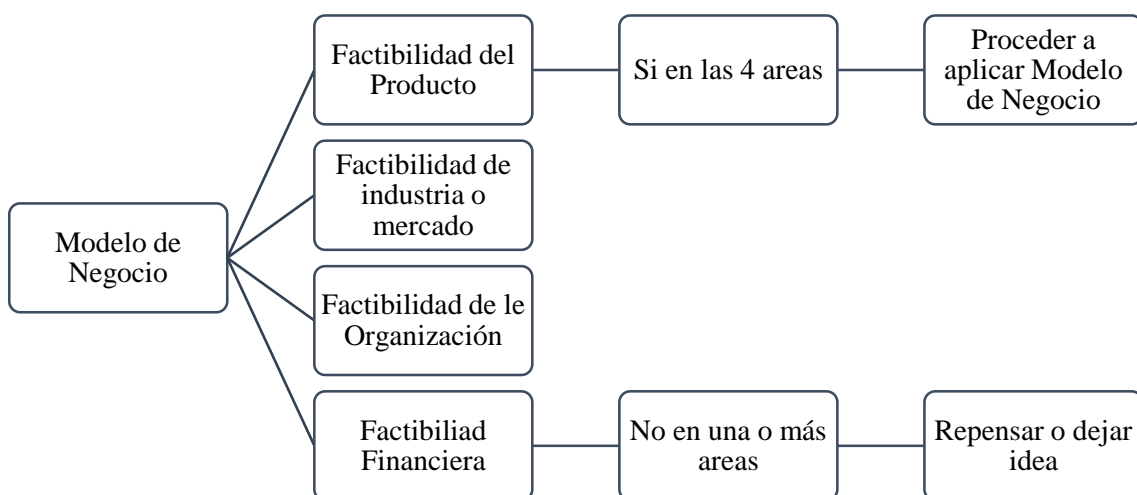 Modelo de
Negocio
Factibilidad del
Producto
Si en las 4 areas
Proceder a
aplicar Modelo
de Negocio
Factibilidad de
industria o
mercado
Factibilidad de le
Organización
Factibiliad
Financiera
No en una o más
areas
Repensar o dejar
idea